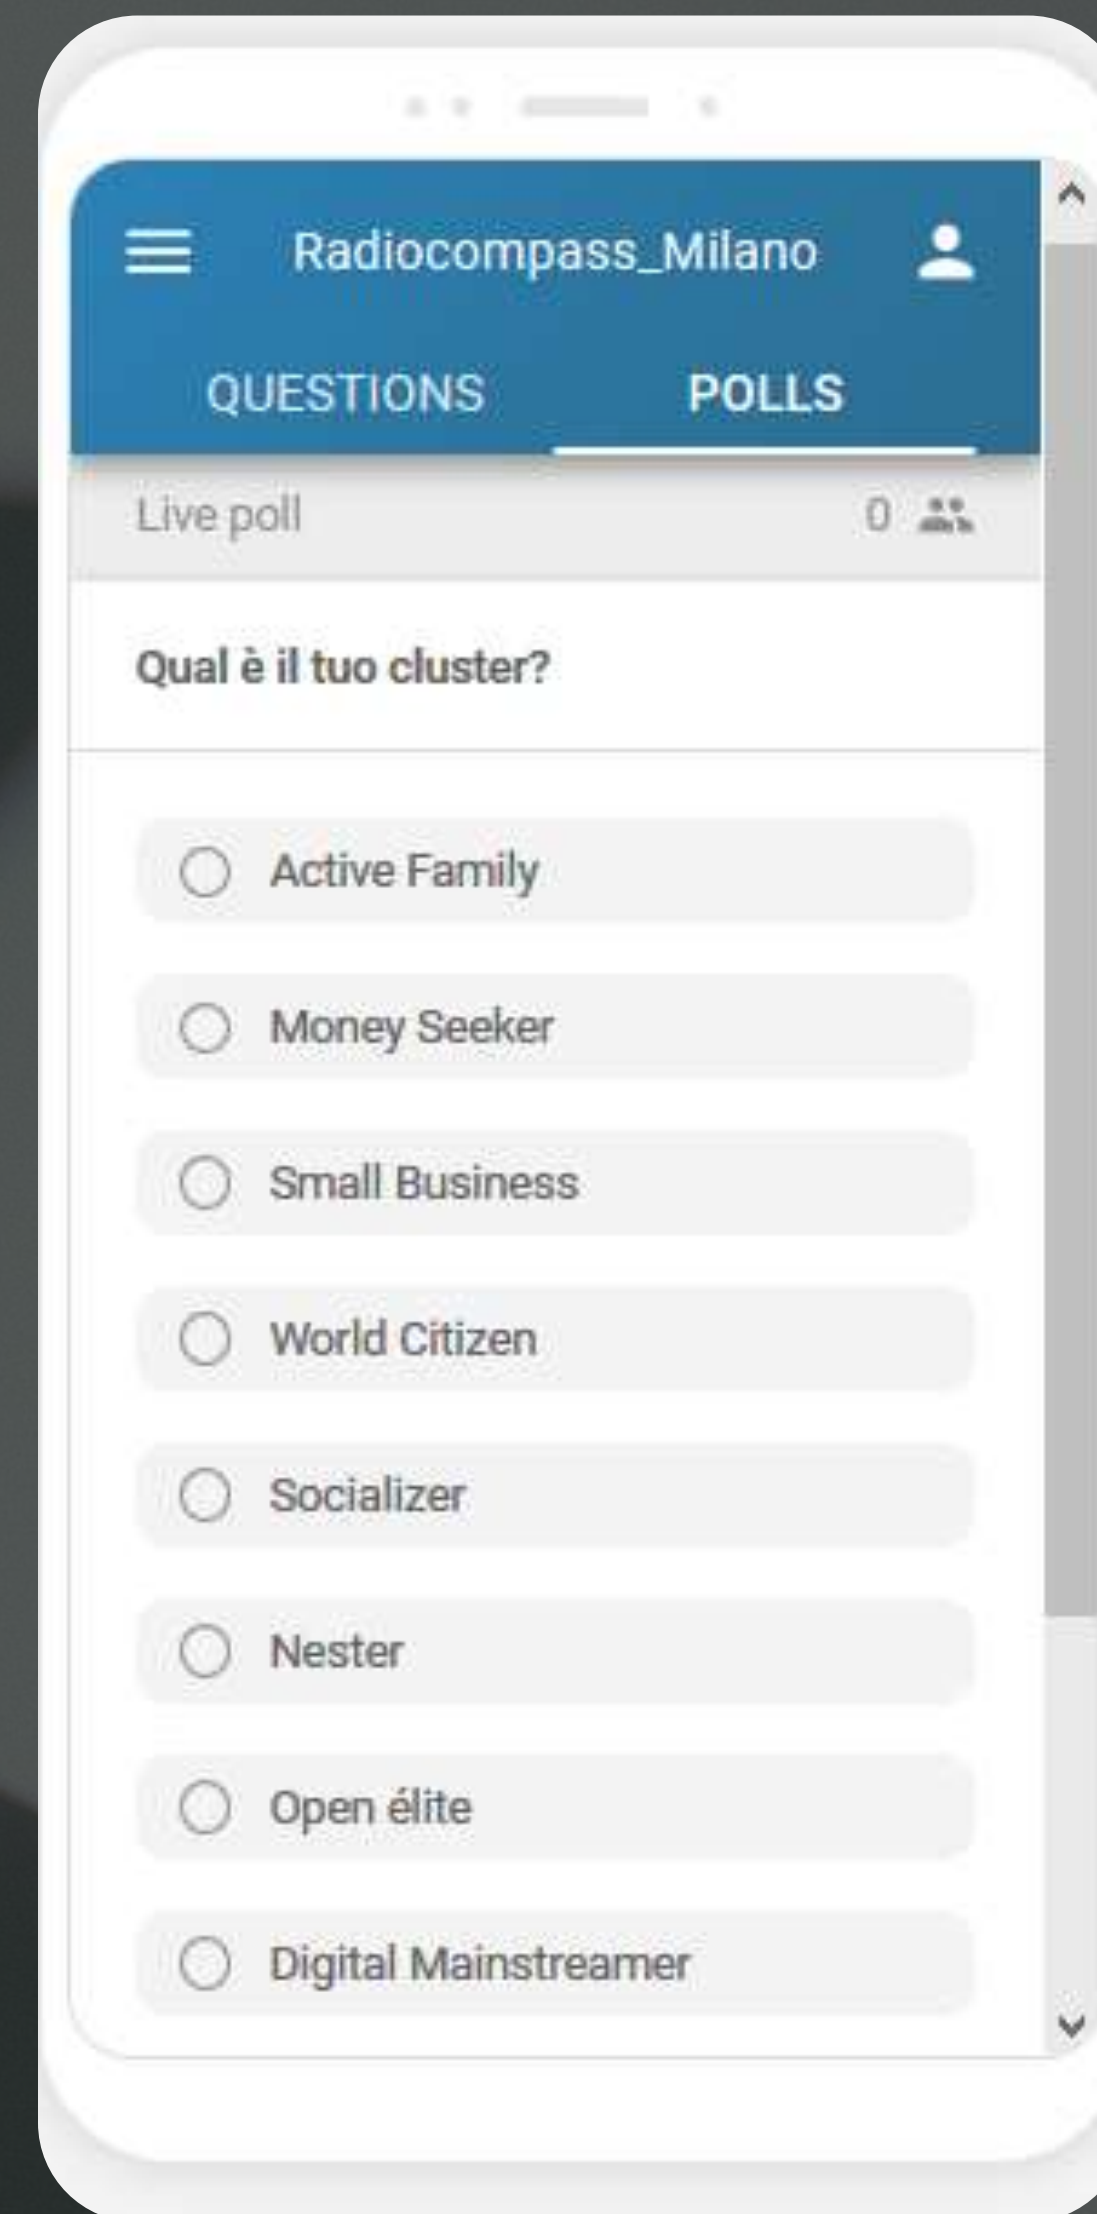 Radiocompass_Milano
QUESTIONS POLLS
Live poll 0
Qual è il tuo cluster?
Active Family
Money Seeker
Small Business
World Citizen
Socializer
Nester
Open élite
Digital Mainstreamer